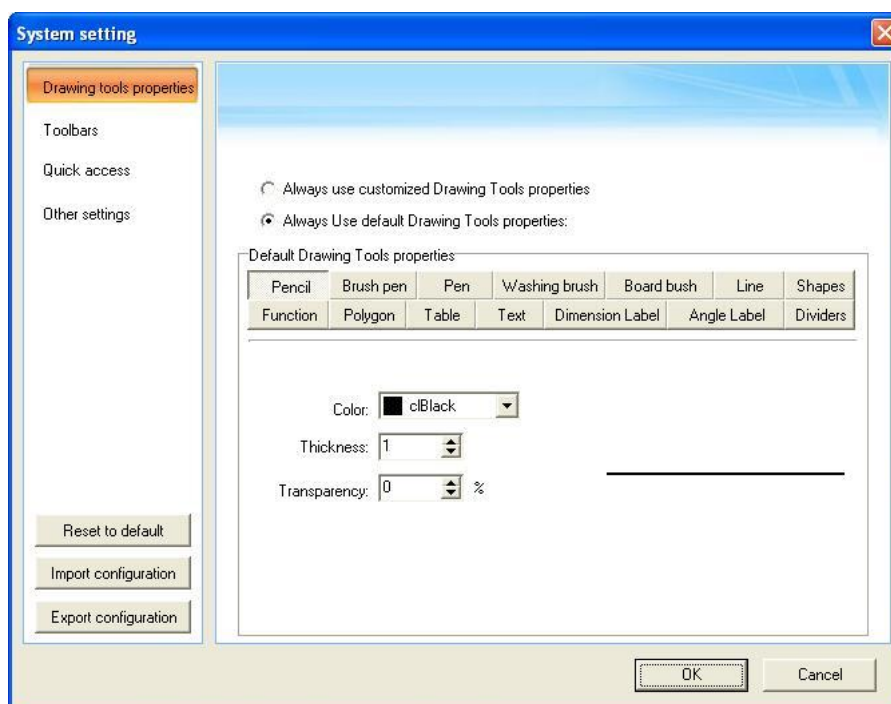 System setting
Drawing tools properties
Toolbars
Quick access
Other settings
Reset to default
Import configuration
Export configuration
Always use customized Drawing Tools properties
Always Use default Drawing Tools properties:
Default Drawing Tools properties
Pencil Brush pen Pen Washing brush Board bush Line Shapes
Function Polygon Table Text Dimension Label Angle Label Dividers
Color: clBlack
Thickness: 1
Transparency: 0 %
OK Cancel